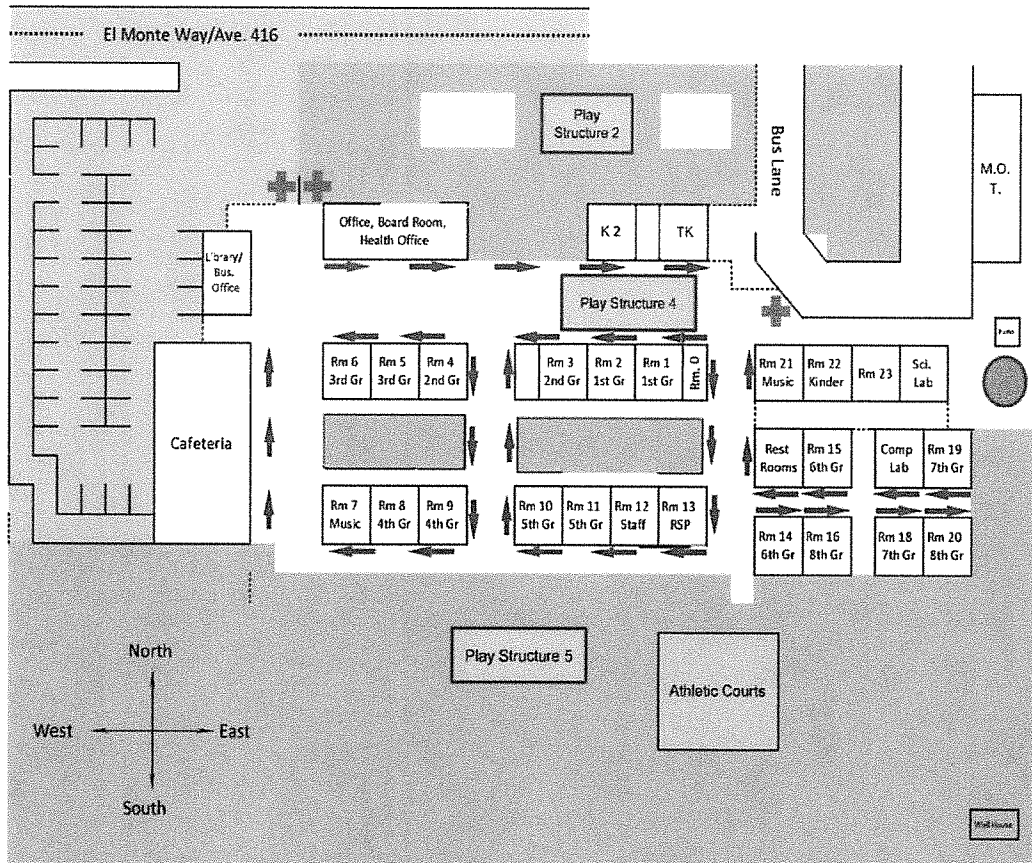 El Monte Way/Ave. 416
Play
Structure 2
Bus Lane
M.O.
T.
Office, Board Room,
Health Office
K 2
TK
Library/
Bus.
Office
Play Structure 4
Rm 6
3rd Gr
Rm 5
3rd Gr
Rm 4
2nd Gr
Rm 3
2nd Gr
Rm 2
1st Gr
Rm 1
1st Gr
Rm. 0
Rm 21
Music
Rm 22
Kinder
Rm 23
Sci.
Lab
Cafeteria
Rest
Rooms
Rm 15
6th Gr
Comp
Lab
Rm 19
7th Gr
Rm 7
Music
Rm 8
4th Gr
Rm 9
4th Gr
Rm 10
5th Gr
Rm 11
5th Gr
Rm 12
Staff
Rm 13
RSP
Rm 14
6th Gr
Rm 16
8th Gr
Rm 18
7th Gr
Rm 20
8th Gr
Play Structure 5
Athletic Courts
North
West
East
South
Well House